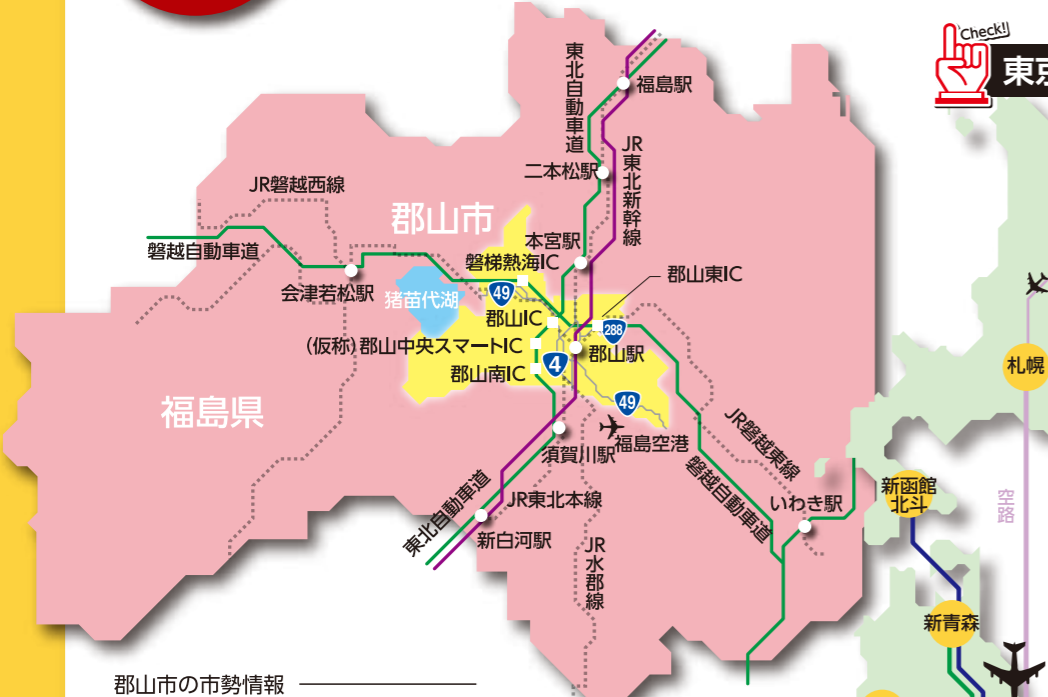 Check!!
東京
東北自動車道
福島駅
二本松駅
JR東北新幹線
JR磐越西線
郡山市
磐越自動車道
本宮駅
磐梯熱海IC
郡山東IC
会津若松駅
猪苗代湖
49
郡山IC
288
(仮称)郡山中央スマートIC
4
郡山駅
郡山南IC
札幌
福島県
49
須賀川駅
福島空港
JR磐越東線
磐越自動車道
いわき駅
東北自動車道
JR東北本線
新白河駅
JR水郡線
新函館
北斗
空路
新青森
郡山市の市勢情報